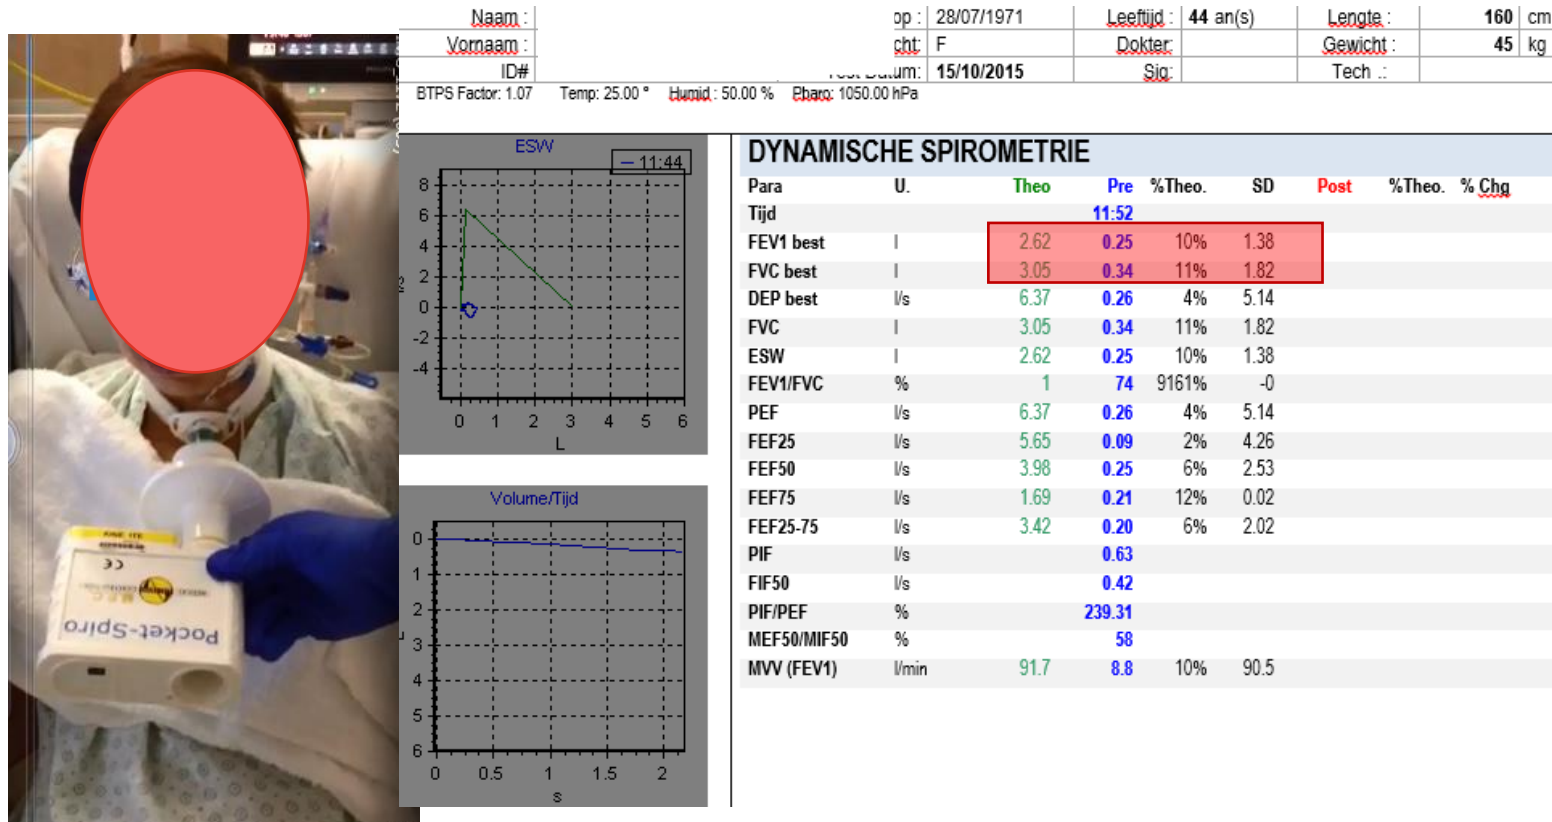 Naam :
op : 28/07/1971 Leeftijd : 44 an(s) Lengte : 160 cm
Vornaam :
cht: F Dokter: Gewicht : 45 kg
ID#
um: 15/10/2015 Sig: Tech .:
BTPS Factor: 1.07 Temp: 25.00 ° Humid : 50.00 % Pbaro: 1050.00 hPa
ESW
11:44
8
6
4
2
0
-2
-4
0 1 2 3 4 5 6
L
Volume/Tijd
0
1
2
3
4
5
6
0 0.5 1 1.5 2
s
DYNAMISCHE SPIROMETRIE
Para U. Theo Pre %Theo. SD Post %Theo. % Chg
Tijd 11:52
FEV1 best l 2.62 0.25 10% 1.38
FVC best l 3.05 0.34 11% 1.82
DEP best l/s 6.37 0.26 4% 5.14
FVC l 3.05 0.34 11% 1.82
ESW l 2.62 0.25 10% 1.38
FEV1/FVC % 1 74 9161% -0
PEF l/s 6.37 0.26 4% 5.14
FEF25 l/s 5.65 0.09 2% 4.26
FEF50 l/s 3.98 0.25 6% 2.53
FEF75 l/s 1.69 0.21 12% 0.02
FEF25-75 l/s 3.42 0.20 6% 2.02
PIF l/s 0.63
FIF50 l/s 0.42
PIF/PEF % 239.31
MEF50/MIF50 % 58
MVV (FEV1) l/min 91.7 8.8 10% 90.5
CE
Pocket-Spiro